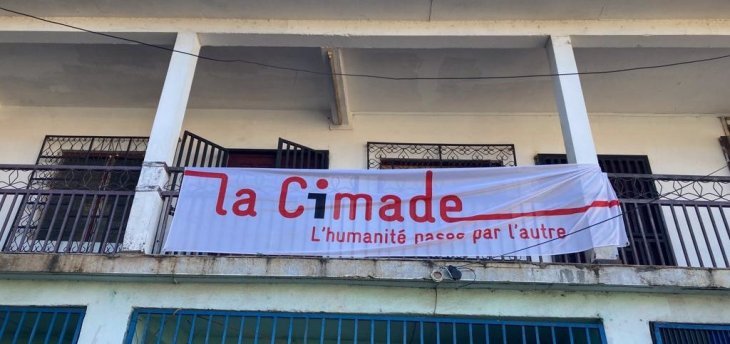 la Cimade
L'humanité passe par l'autre